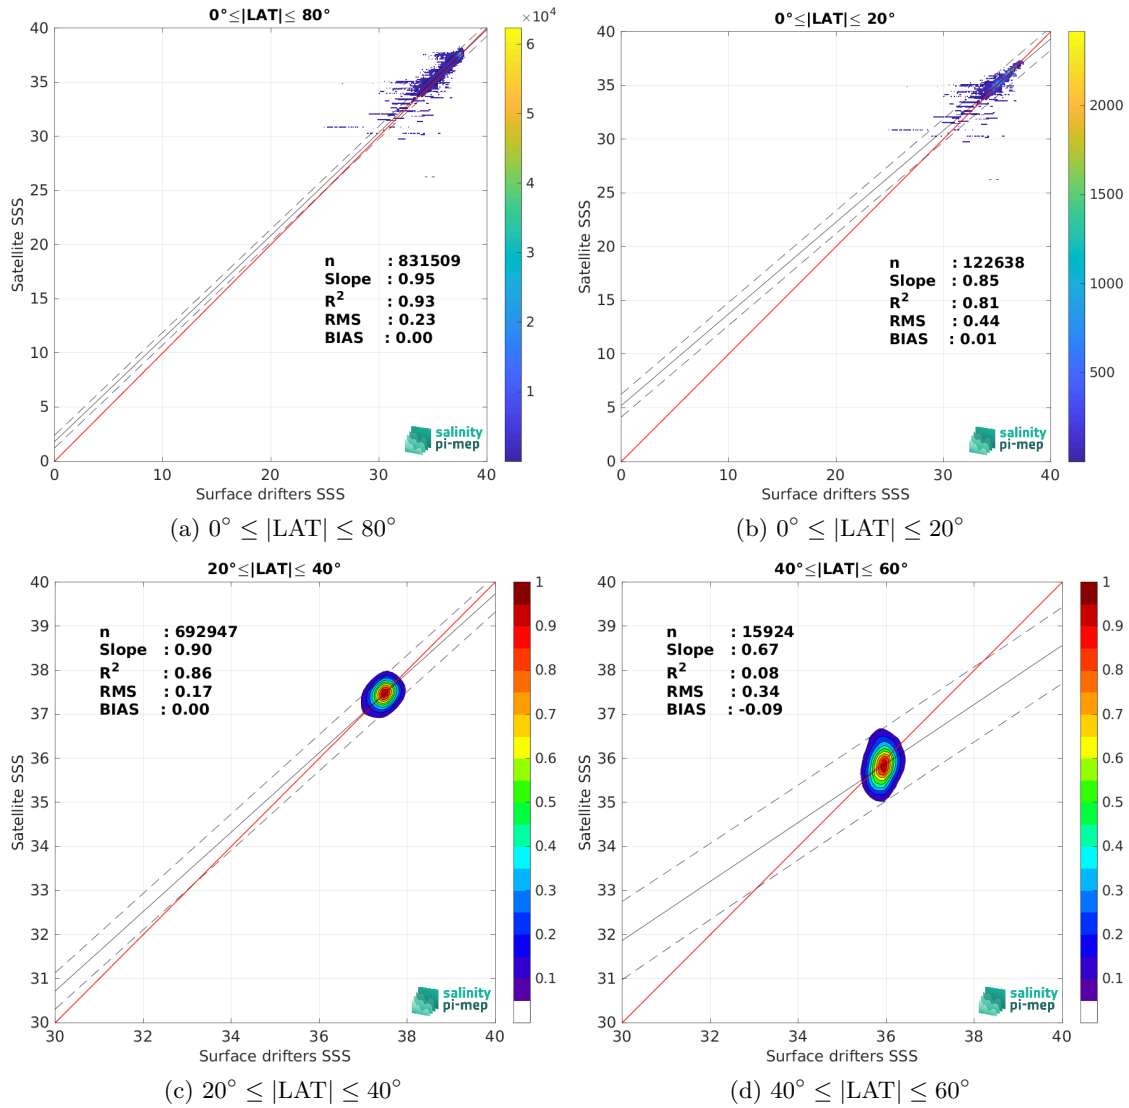 0°≤|LAT|≤ 80°
×10⁴
40
35
30
25
20
15
10
5
0
0
10
20
30
40
6
5
4
3
2
1
Satellite SSS
Surface drifters SSS
n : 831509
Slope : 0.95
R² : 0.93
RMS : 0.23
BIAS : 0.00
salinity
pi-mep
(a) 0° ≤ |LAT| ≤ 80°
0°≤|LAT|≤ 20°
40
35
30
25
20
15
10
5
0
0
10
20
30
40
2000
1500
1000
500
Satellite SSS
Surface drifters SSS
n : 122638
Slope : 0.85
R² : 0.81
RMS : 0.44
BIAS : 0.01
salinity
pi-mep
(b) 0° ≤ |LAT| ≤ 20°
20°≤|LAT|≤ 40°
40
39
38
37
36
35
34
33
32
31
30
30
32
34
36
38
40
1
0.9
0.8
0.7
0.6
0.5
0.4
0.3
0.2
0.1
Satellite SSS
Surface drifters SSS
n : 692947
Slope : 0.90
R² : 0.86
RMS : 0.17
BIAS : 0.00
salinity
pi-mep
(c) 20° ≤ |LAT| ≤ 40°
40°≤|LAT|≤ 60°
40
39
38
37
36
35
34
33
32
31
30
30
32
34
36
38
40
1
0.9
0.8
0.7
0.6
0.5
0.4
0.3
0.2
0.1
Satellite SSS
Surface drifters SSS
n : 15924
Slope : 0.67
R² : 0.08
RMS : 0.34
BIAS : -0.09
salinity
pi-mep
(d) 40° ≤ |LAT| ≤ 60°